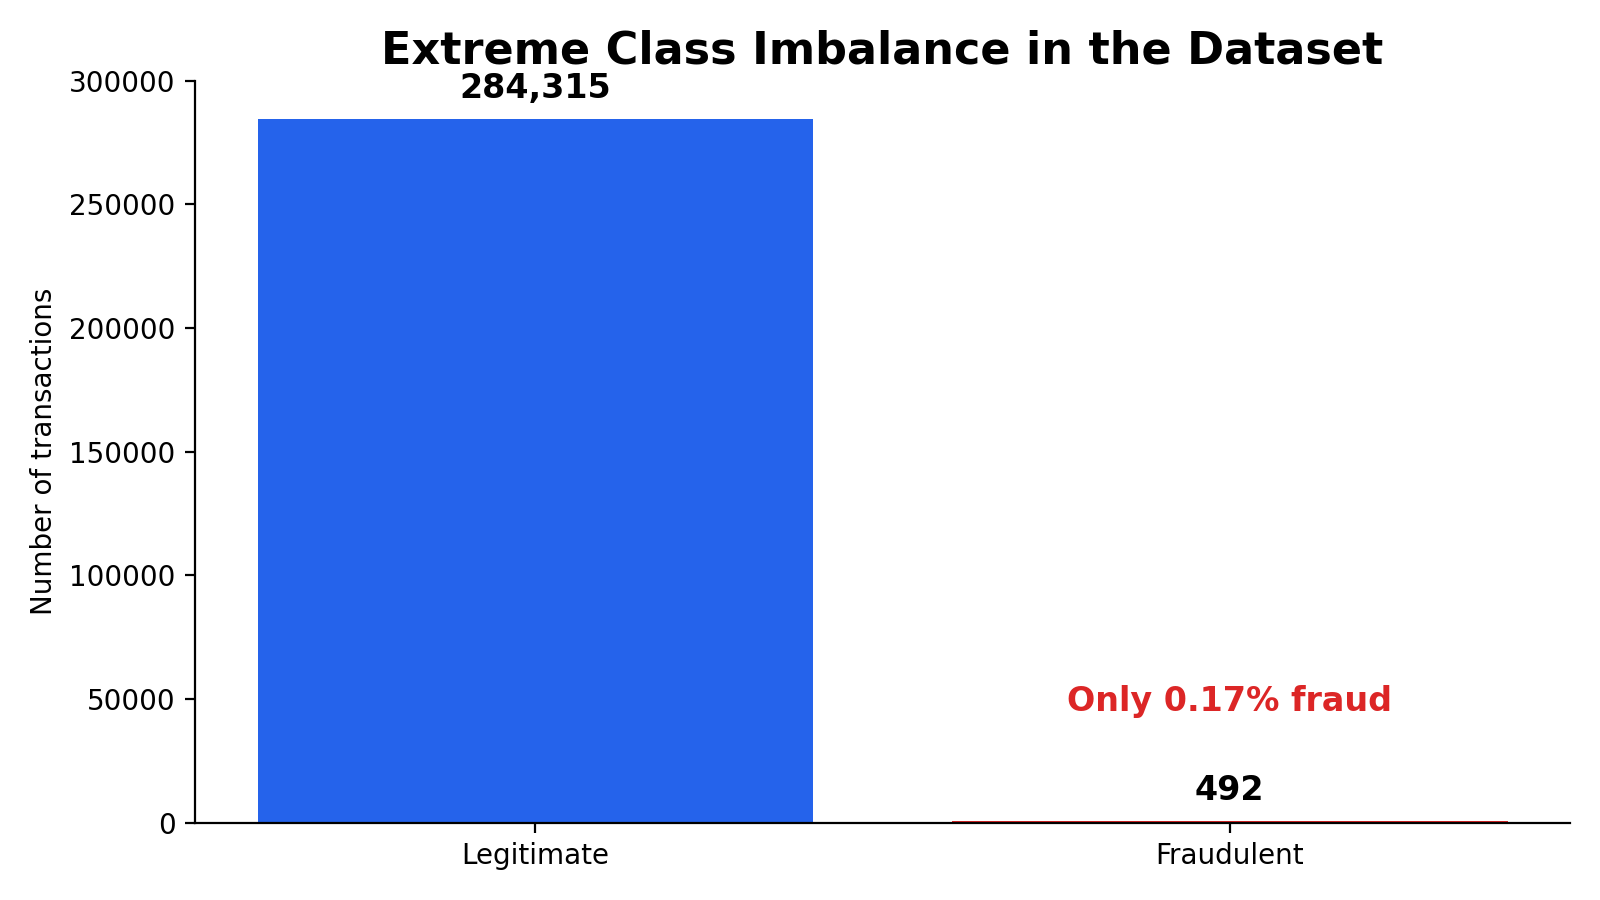 Extreme Class Imbalance in the Dataset
284,315
300000
250000
200000
150000
100000
50000
0
Number of transactions
Only 0.17% fraud
492
Legitimate
Fraudulent